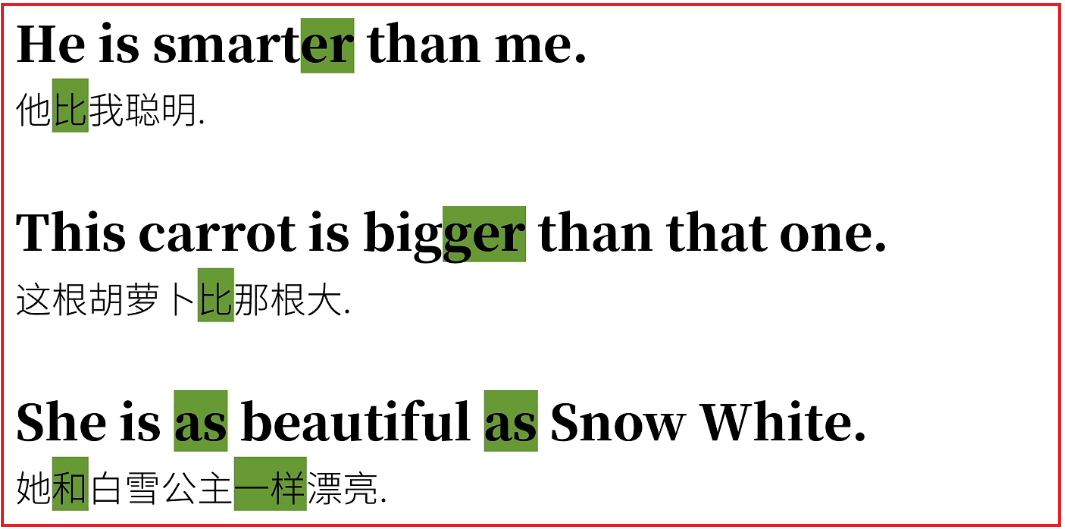 He is smarter than me.
他比我聪明.
This carrot is bigger than that one.
这根胡萝卜比那根大.
She is as beautiful as Snow White.
她和白雪公主一样漂亮.